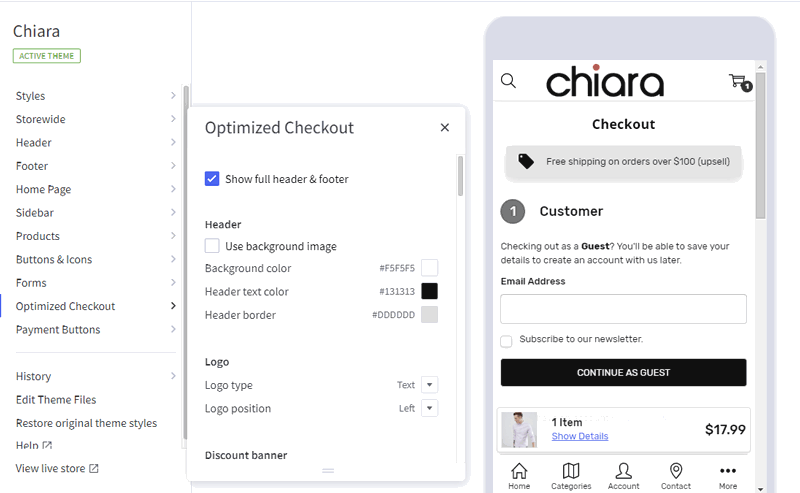 Chiara
ACTIVE THEME
Styles
Storewide
Header
Footer
Home Page
Sidebar
Products
Buttons & Icons
Forms
Optimized Checkout
Payment Buttons
History
Edit Theme Files
Restore original theme styles
Help
View live store
Optimized Checkout
Show full header & footer
Header
Use background image
Background color #F5F5F5
Header text color #131313
Header border #DDDDDD
Logo
Logo type Text
Logo position Left
Discount banner
chiara
1
Checkout
Free shipping on orders over $100 (upsell)
1 Customer
Checking out as a Guest? You'll be able to save your
details to create an account with us later.
Email Address
Subscribe to our newsletter.
CONTINUE AS GUEST
1 Item
Show Details
$17.99
Home Categories Account Contact More